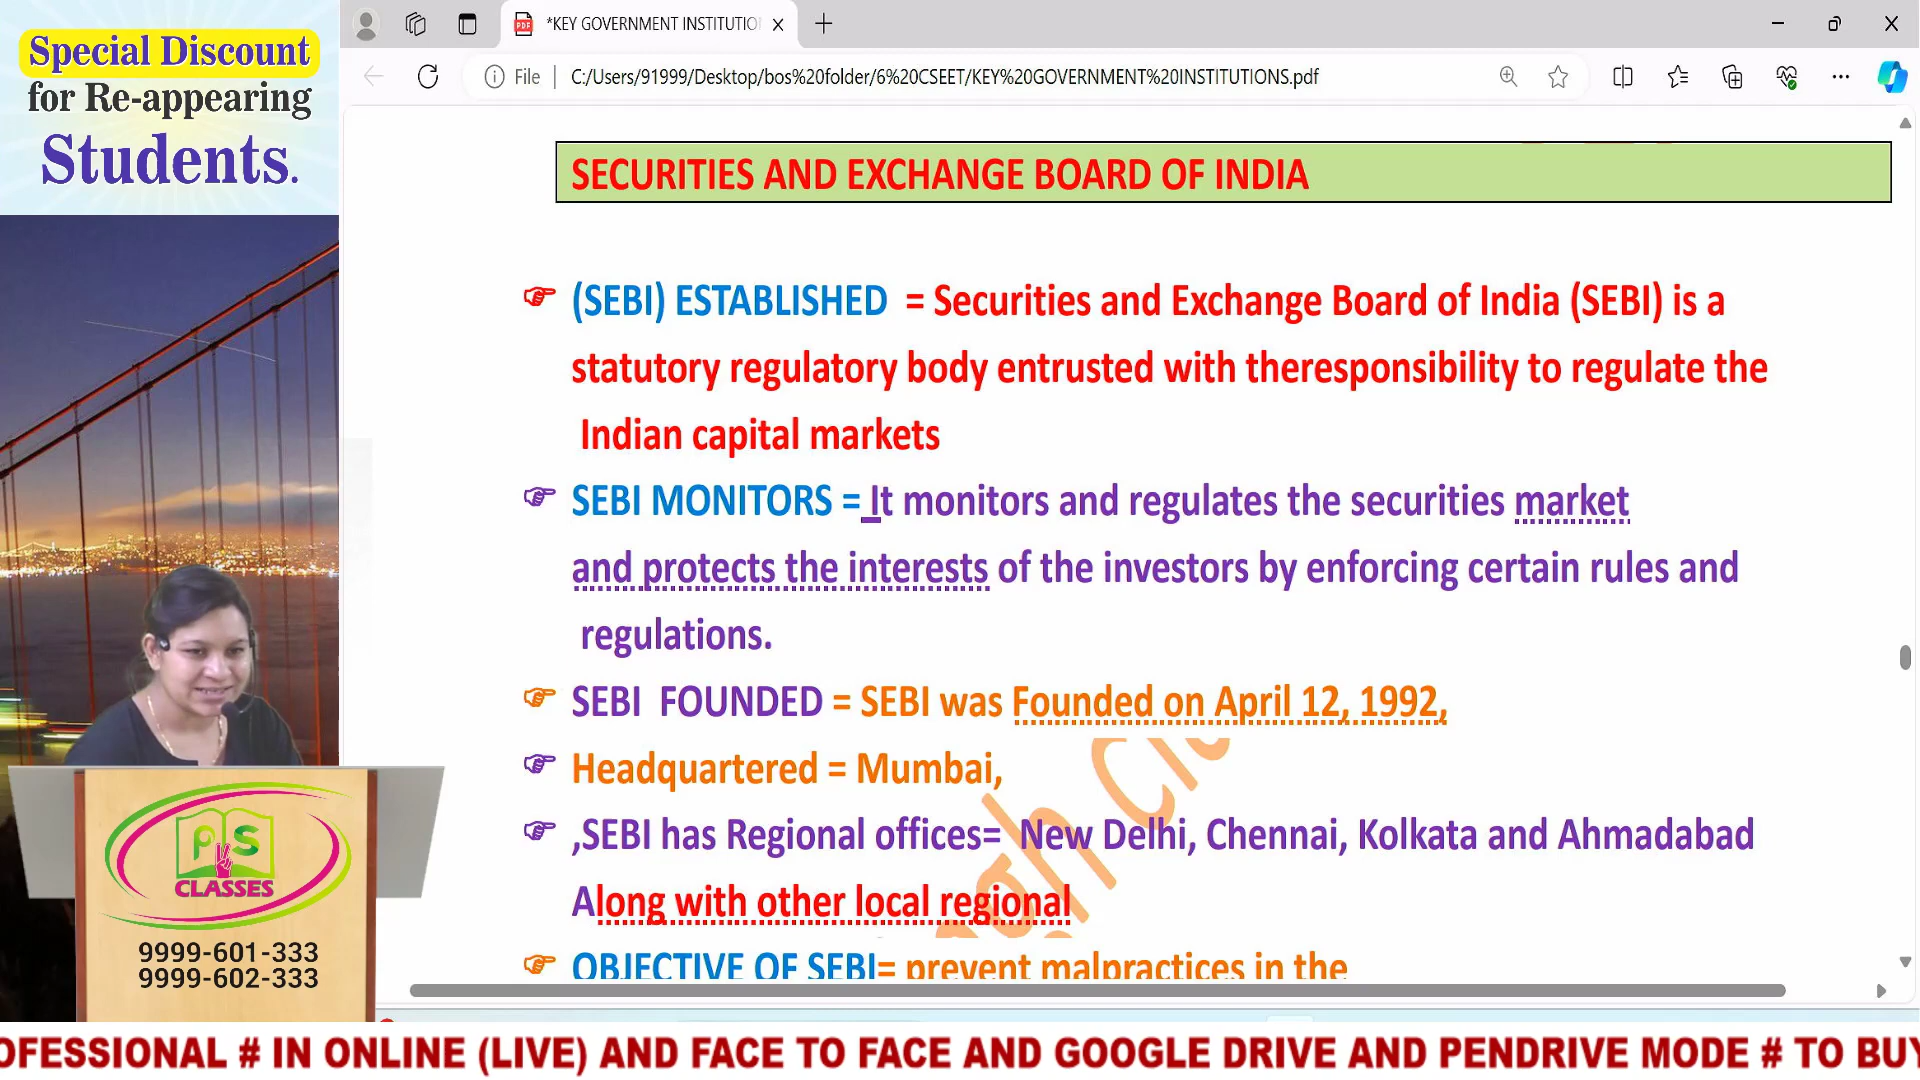 Special Discount
for Re-appearing
Students.
*KEY GOVERNMENT INSTITUTIO
File
C:/Users/91999/Desktop/bos%20folder/6%20CSEET/KEY%20GOVERNMENT%20INSTITUTIONS.pdf
SECURITIES AND EXCHANGE BOARD OF INDIA
(SEBI) ESTABLISHED = Securities and Exchange Board of India (SEBI) is a
statutory regulatory body entrusted with theresponsibility to regulate the
Indian capital markets
SEBI MONITORS = It monitors and regulates the securities market
and protects the interests of the investors by enforcing certain rules and
regulations.
SEBI FOUNDED = SEBI was Founded on April 12, 1992,
Headquartered = Mumbai,
,SEBI has Regional offices= New Delhi, Chennai, Kolkata and Ahmadabad
Along with other local regional
OBJECTIVE OF SEBI= prevent malpractices in the
PS
CLASSES
9999-601-333
9999-602-333
OFESSIONAL # IN ONLINE (LIVE) AND FACE TO FACE AND GOOGLE DRIVE AND PENDRIVE MODE # TO BUY